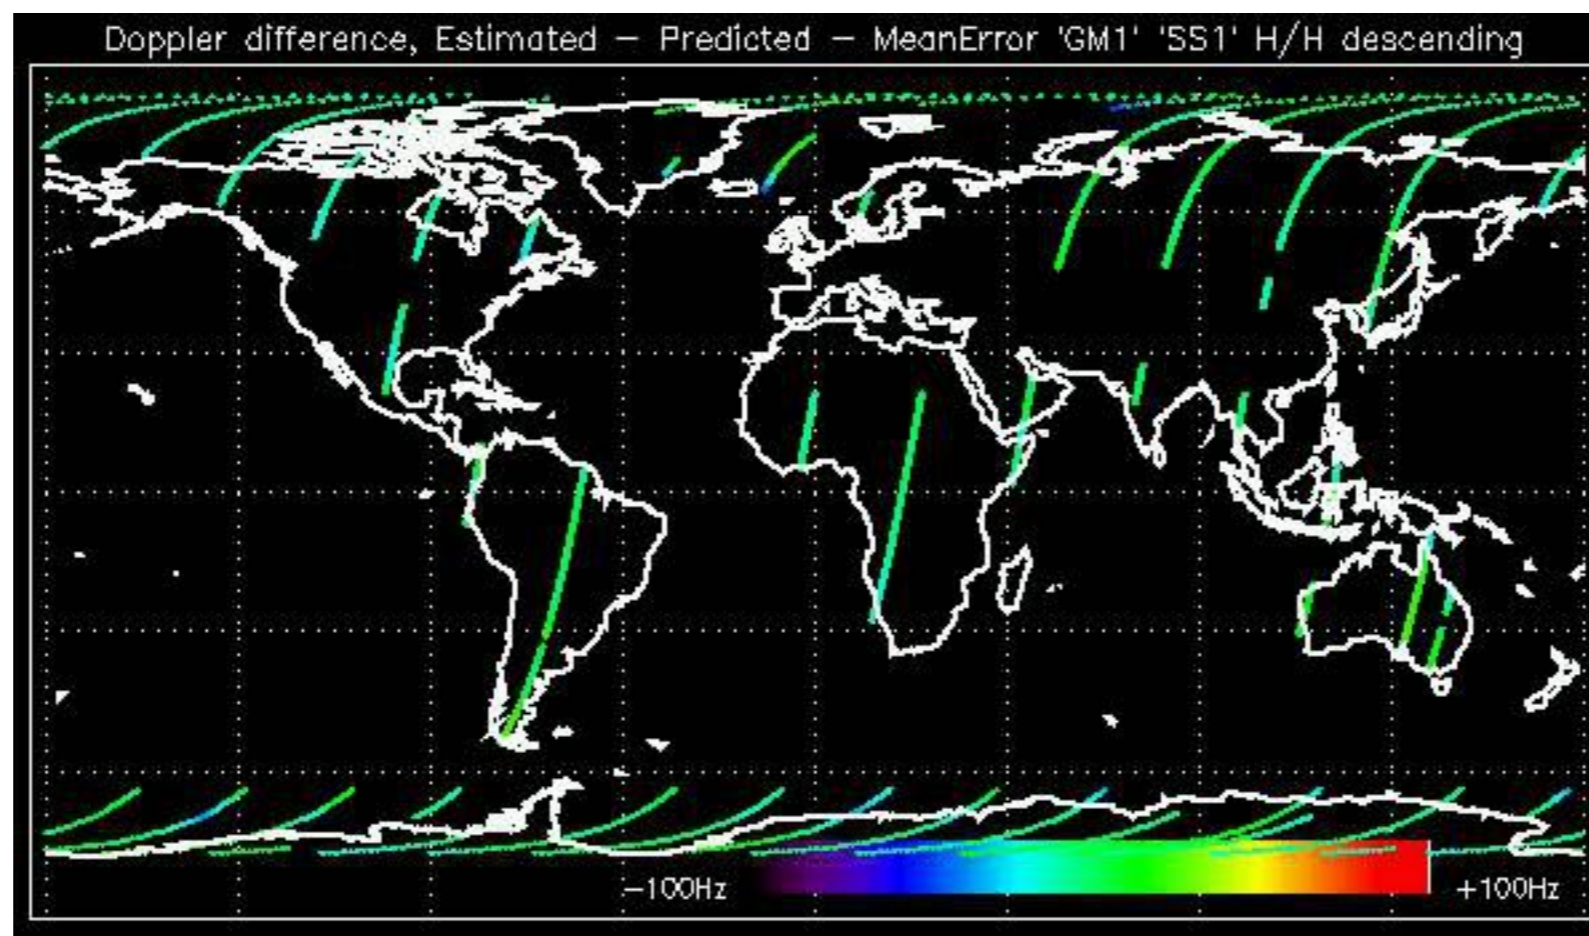 Doppler difference, Estimated – Predicted – MeanError 'GM1' 'SS1' H/H descending
-100Hz
+100Hz